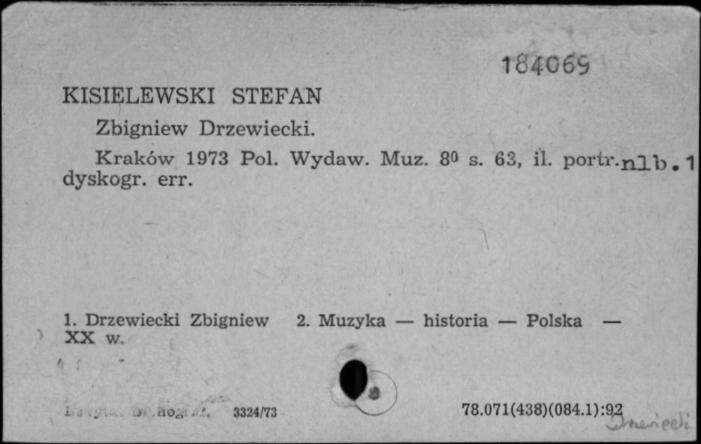 184069
KISIELEWSKI STEFAN
Zbigniew Drzewiecki.
Kraków 1973 Pol. Wydaw. Muz. 8º s. 63, il. portr. nlb. 1
dyskogr. err.
1. Drzewiecki Zbigniew 2. Muzyka — historia — Polska —
XX w.
3324/73 78.071(438)(084.1):92